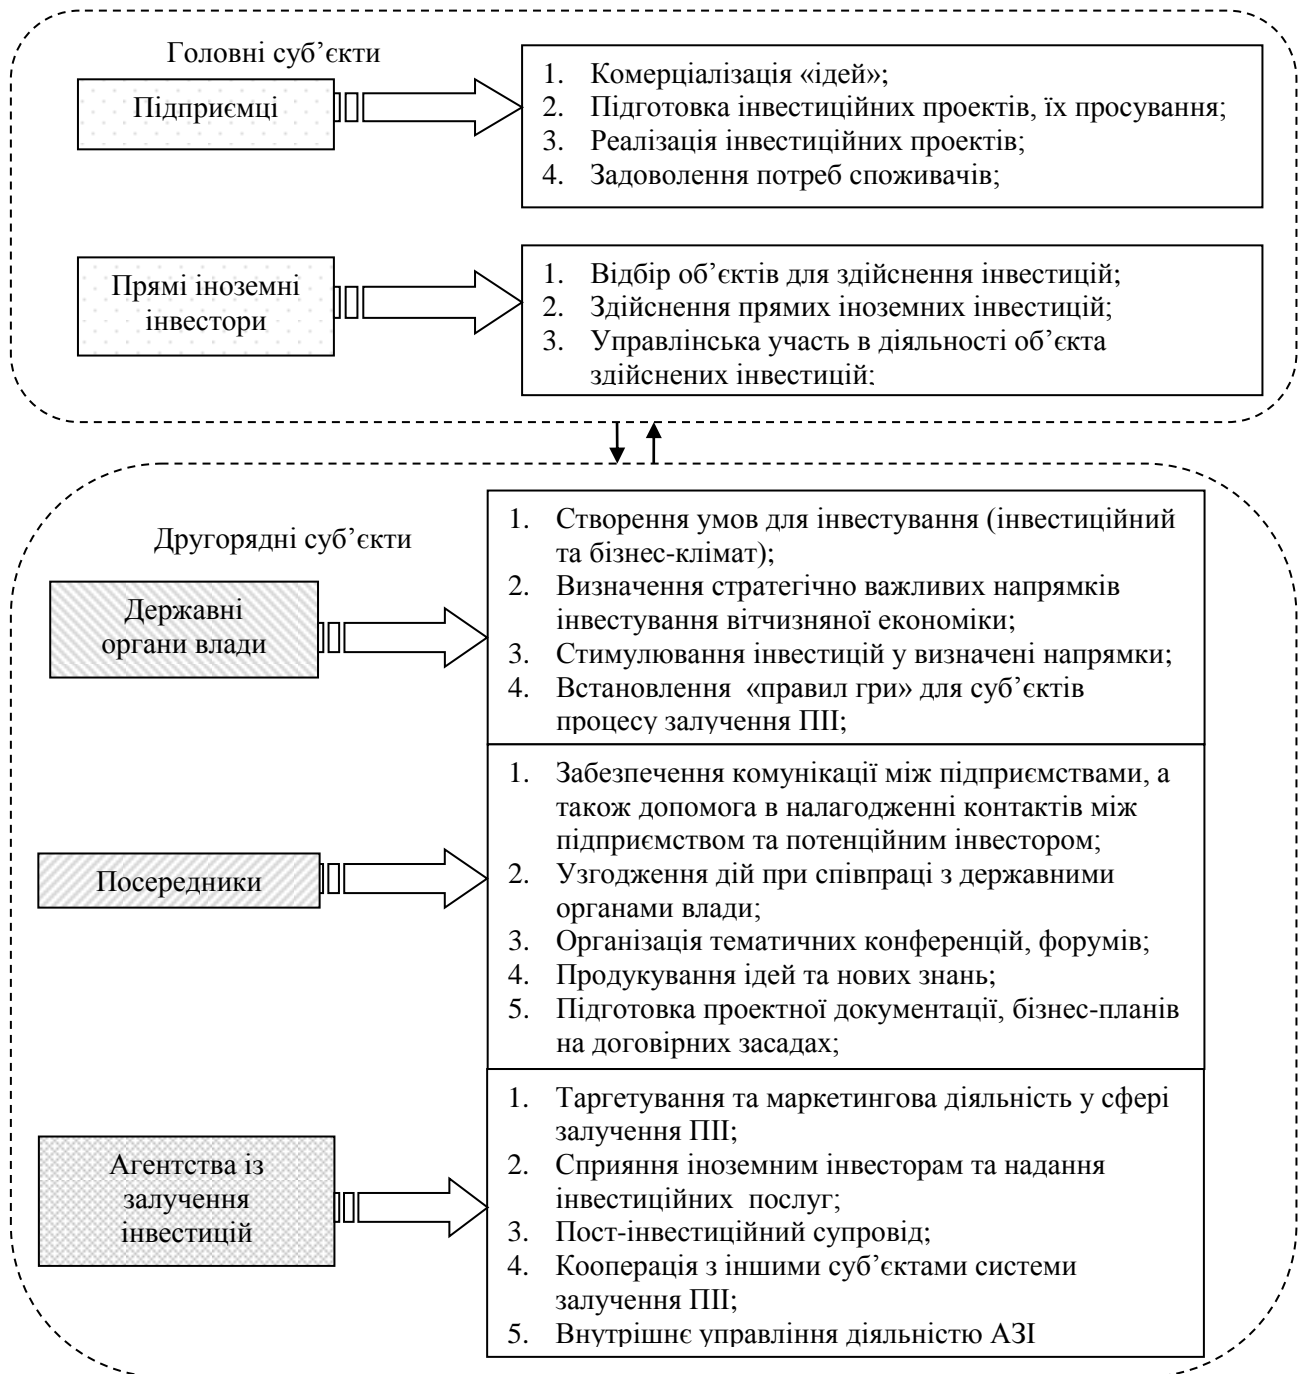 Головні суб’єкти
Підприємці
1. Комерціалізація «ідей»;
2. Підготовка інвестиційних проектів, їх просування;
3. Реалізація інвестиційних проектів;
4. Задоволення потреб споживачів;
Прямі іноземні
інвестори
1. Відбір об’єктів для здійснення інвестицій;
2. Здійснення прямих іноземних інвестицій;
3. Управлінська участь в діяльності об’єкта
здійснених інвестицій;
Другорядні суб’єкти
Державні
органи влади
1. Створення умов для інвестування (інвестиційний
та бізнес-клімат);
2. Визначення стратегічно важливих напрямків
інвестування вітчизняної економіки;
3. Стимулювання інвестицій у визначені напрямки;
4. Встановлення «правил гри» для суб’єктів
процесу залучення ПІІ;
Посередники
1. Забезпечення комунікації між підприємствами, а
також допомога в налагодженні контактів між
підприємством та потенційним інвестором;
2. Узгодження дій при співпраці з державними
органами влади;
3. Організація тематичних конференцій, форумів;
4. Продукування ідей та нових знань;
5. Підготовка проектної документації, бізнес-планів
на договірних засадах;
Агентства із
залучення
інвестицій
1. Таргетування та маркетингова діяльність у сфері
залучення ПІІ;
2. Сприяння іноземним інвесторам та надання
інвестиційних послуг;
3. Пост-інвестиційний супровід;
4. Кооперація з іншими суб’єктами системи
залучення ПІІ;
5. Внутрішнє управління діяльністю АЗІ